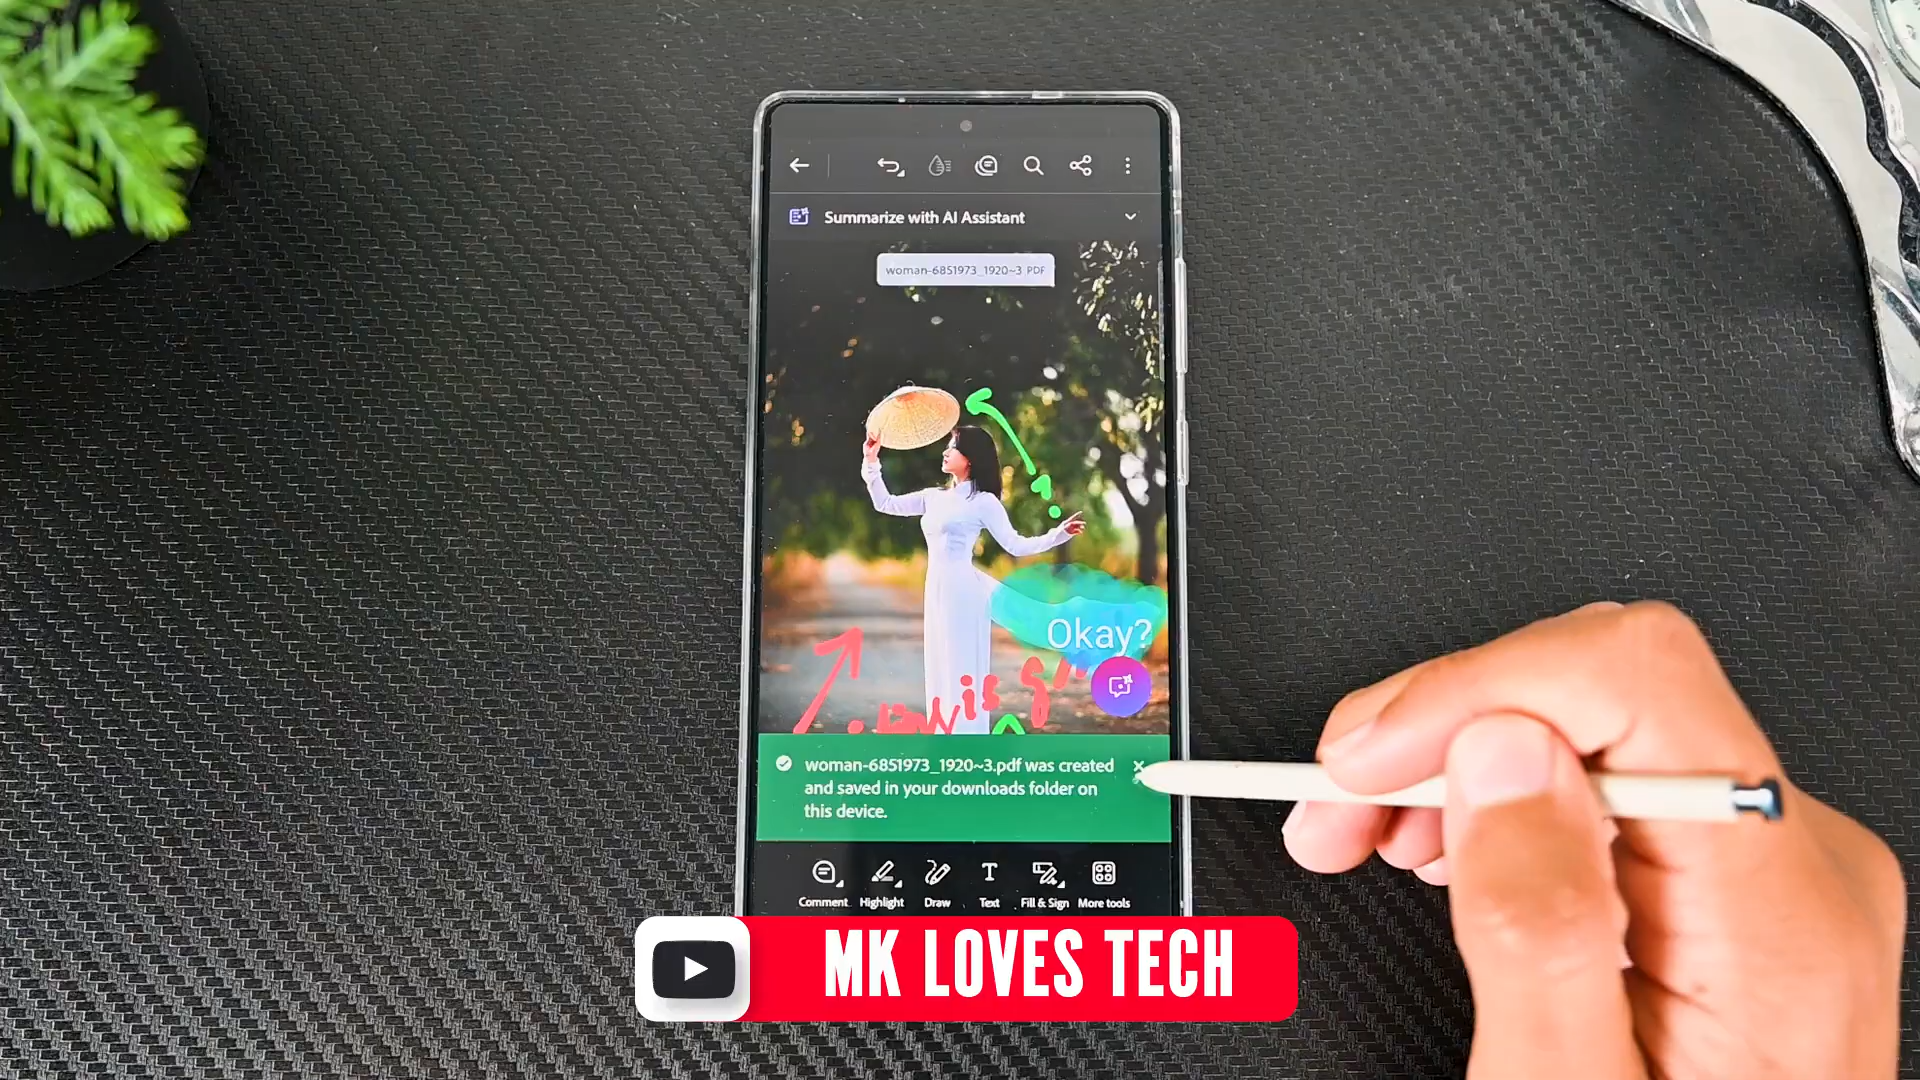 Summarize with AI Assistant
woman-6851973_1920~3 PDF
Okay?
is
woman-6851973_1920~3.pdf was created
and saved in your downloads folder on
this device.
Comment Highlight Draw Text Fill & Sign More tools
MK LOVES TECH